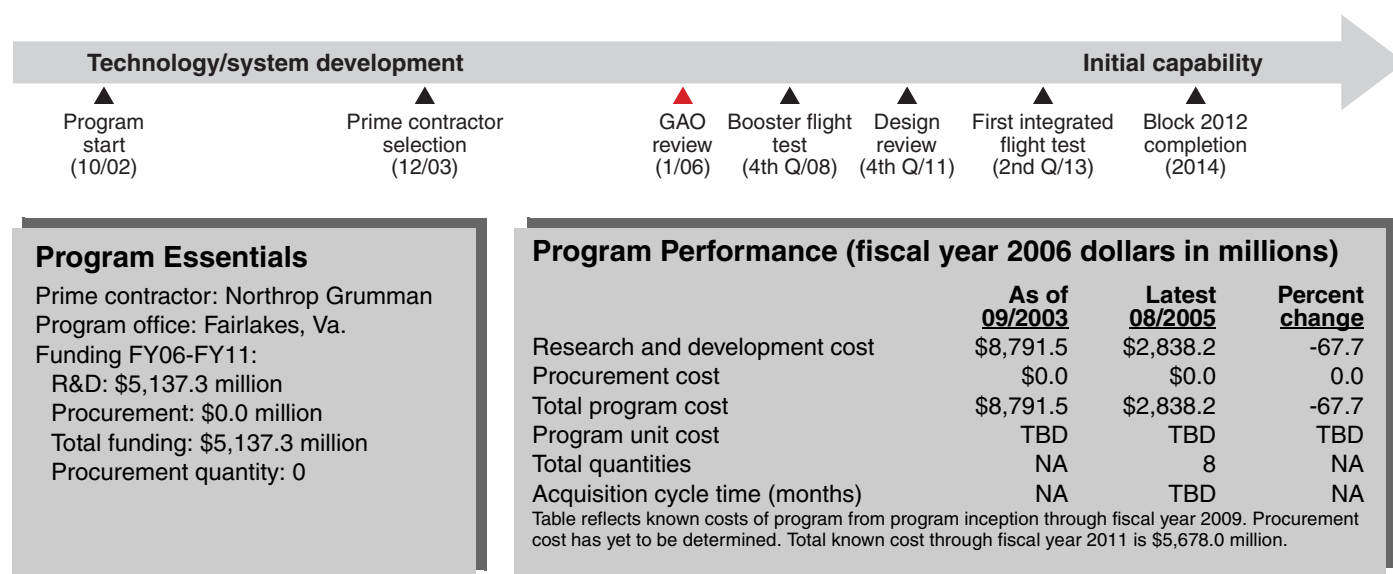 Technology/system development Initial capability
Program start (10/02)
Prime contractor selection (12/03)
GAO review (1/06)
Booster flight test (4th Q/08)
Design review (4th Q/11)
First integrated flight test (2nd Q/13)
Block 2012 completion (2014)
Program Essentials
Prime contractor: Northrop Grumman
Program office: Fairlakes, Va.
Funding FY06-FY11:
R&D: $5,137.3 million
Procurement: $0.0 million
Total funding: $5,137.3 million
Procurement quantity: 0
Program Performance (fiscal year 2006 dollars in millions)
As of Latest Percent
09/2003 08/2005 change
Research and development cost $8,791.5 $2,838.2 -67.7
Procurement cost $0.0 $0.0 0.0
Total program cost $8,791.5 $2,838.2 -67.7
Program unit cost TBD TBD TBD
Total quantities NA 8 NA
Acquisition cycle time (months) NA TBD NA
Table reflects known costs of program from program inception through fiscal year 2009. Procurement
cost has yet to be determined. Total known cost through fiscal year 2011 is $5,678.0 million.